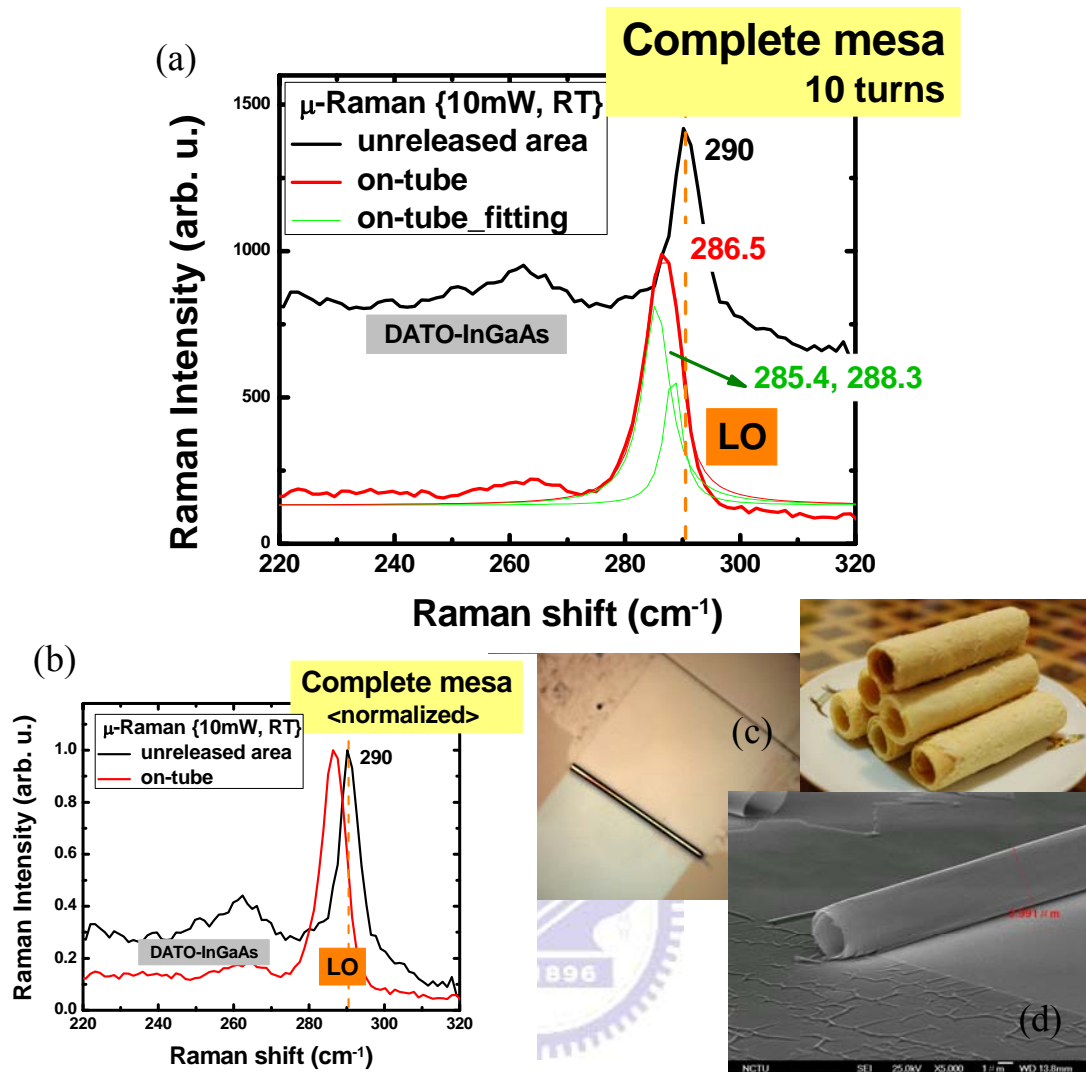 (a)
Complete mesa
10 turns
μ-Raman {10mW, RT}
unreleased area
on-tube
on-tube_fitting
290
286.5
DATO-InGaAs
285.4, 288.3
LO
Raman Intensity (arb. u.)
1500
1000
500
0
220 240 260 280 300 320
Raman shift (cm-1)
(b)
Complete mesa
<normalized>
μ-Raman {10mW, RT}
unreleased area
on-tube
290
DATO-InGaAs
LO
Raman Intensity (arb. u.)
1.0
0.8
0.6
0.4
0.2
0.0
220 240 260 280 300 320
Raman shift (cm-1)
(c)
1896
(d)
NCTU SEI 25.0kV X5,000 1μm WD 13.8mm